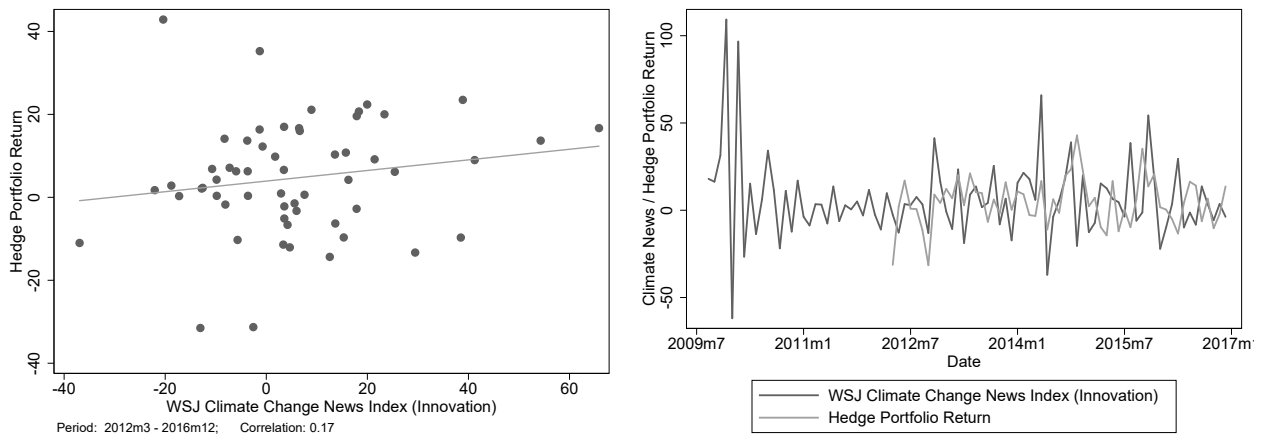 Hedge Portfolio Return
40
20
0
-20
-40
-40
-20
0
20
40
60
WSJ Climate Change News Index (Innovation)
Period: 2012m3 - 2016m12; Correlation: 0.17
Climate News / Hedge Portfolio Return
100
50
0
-50
2009m7
2011m1
2012m7
2014m1
2015m7
2017m
Date
WSJ Climate Change News Index (Innovation)
Hedge Portfolio Return